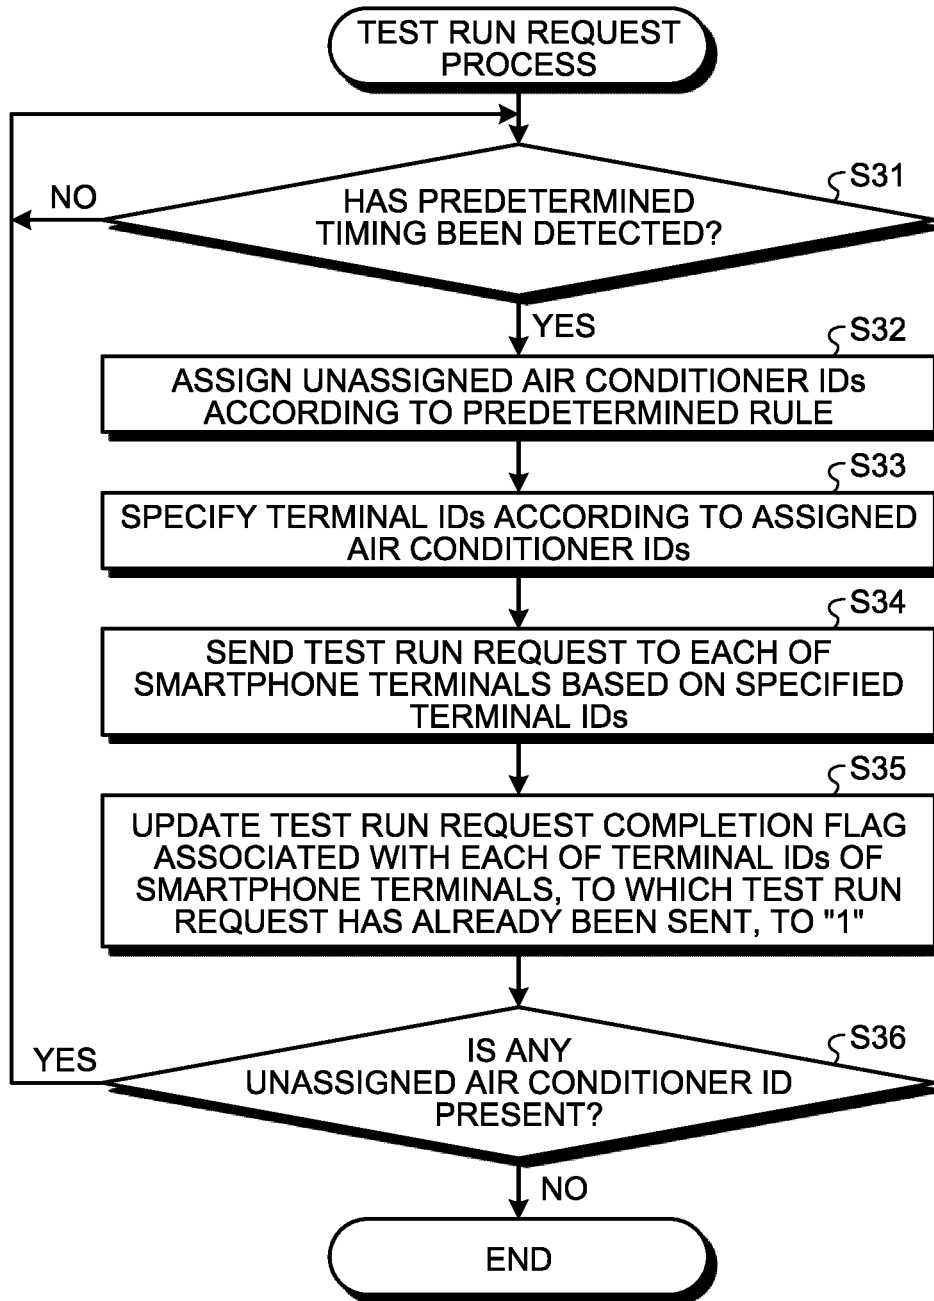 TEST RUN REQUEST
PROCESS
S31
NO
HAS PREDETERMINED
TIMING BEEN DETECTED?
YES
S32
ASSIGN UNASSIGNED AIR CONDITIONER IDs
ACCORDING TO PREDETERMINED RULE
S33
SPECIFY TERMINAL IDs ACCORDING TO ASSIGNED
AIR CONDITIONER IDs
S34
SEND TEST RUN REQUEST TO EACH OF
SMARTPHONE TERMINALS BASED ON SPECIFIED
TERMINAL IDs
S35
UPDATE TEST RUN REQUEST COMPLETION FLAG
ASSOCIATED WITH EACH OF TERMINAL IDs OF
SMARTPHONE TERMINALS, TO WHICH TEST RUN
REQUEST HAS ALREADY BEEN SENT, TO "1"
S36
YES
IS ANY
UNASSIGNED AIR CONDITIONER ID
PRESENT?
NO
END